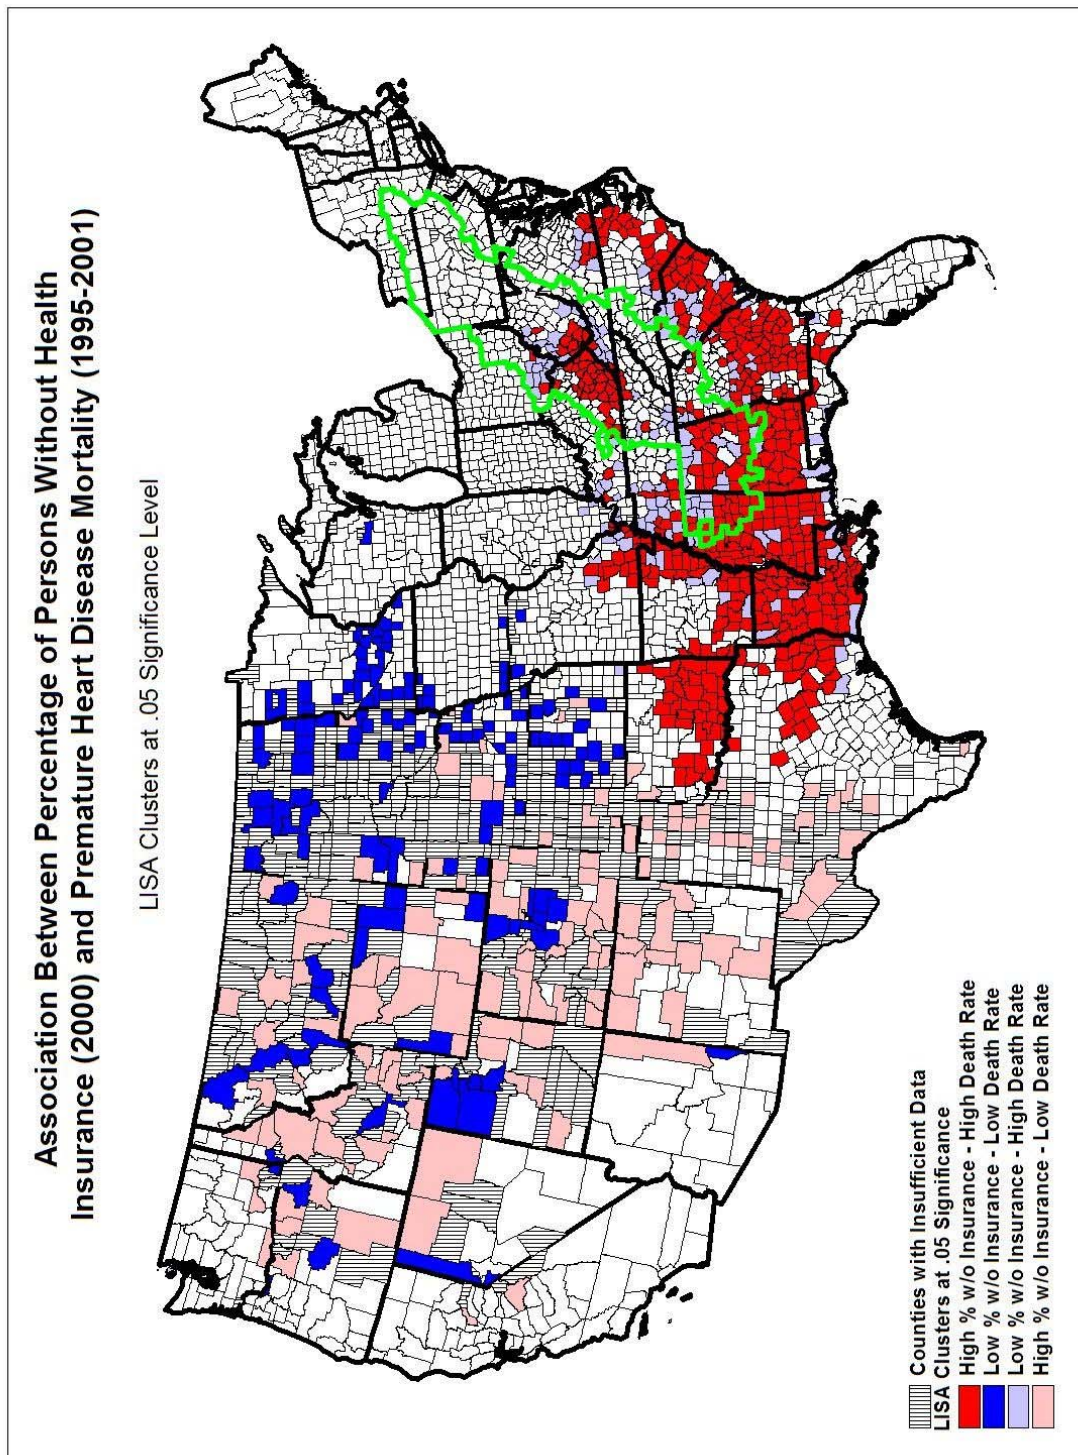 Association Between Percentage of Persons Without Health
Insurance (2000) and Premature Heart Disease Mortality (1995-2001)
LISA Clusters at .05 Significance Level
Counties with Insufficient Data
LISA Clusters at .05 Significance
High % w/o Insurance - High Death Rate
Low % w/o Insurance - Low Death Rate
Low % w/o Insurance - High Death Rate
High % w/o Insurance - Low Death Rate